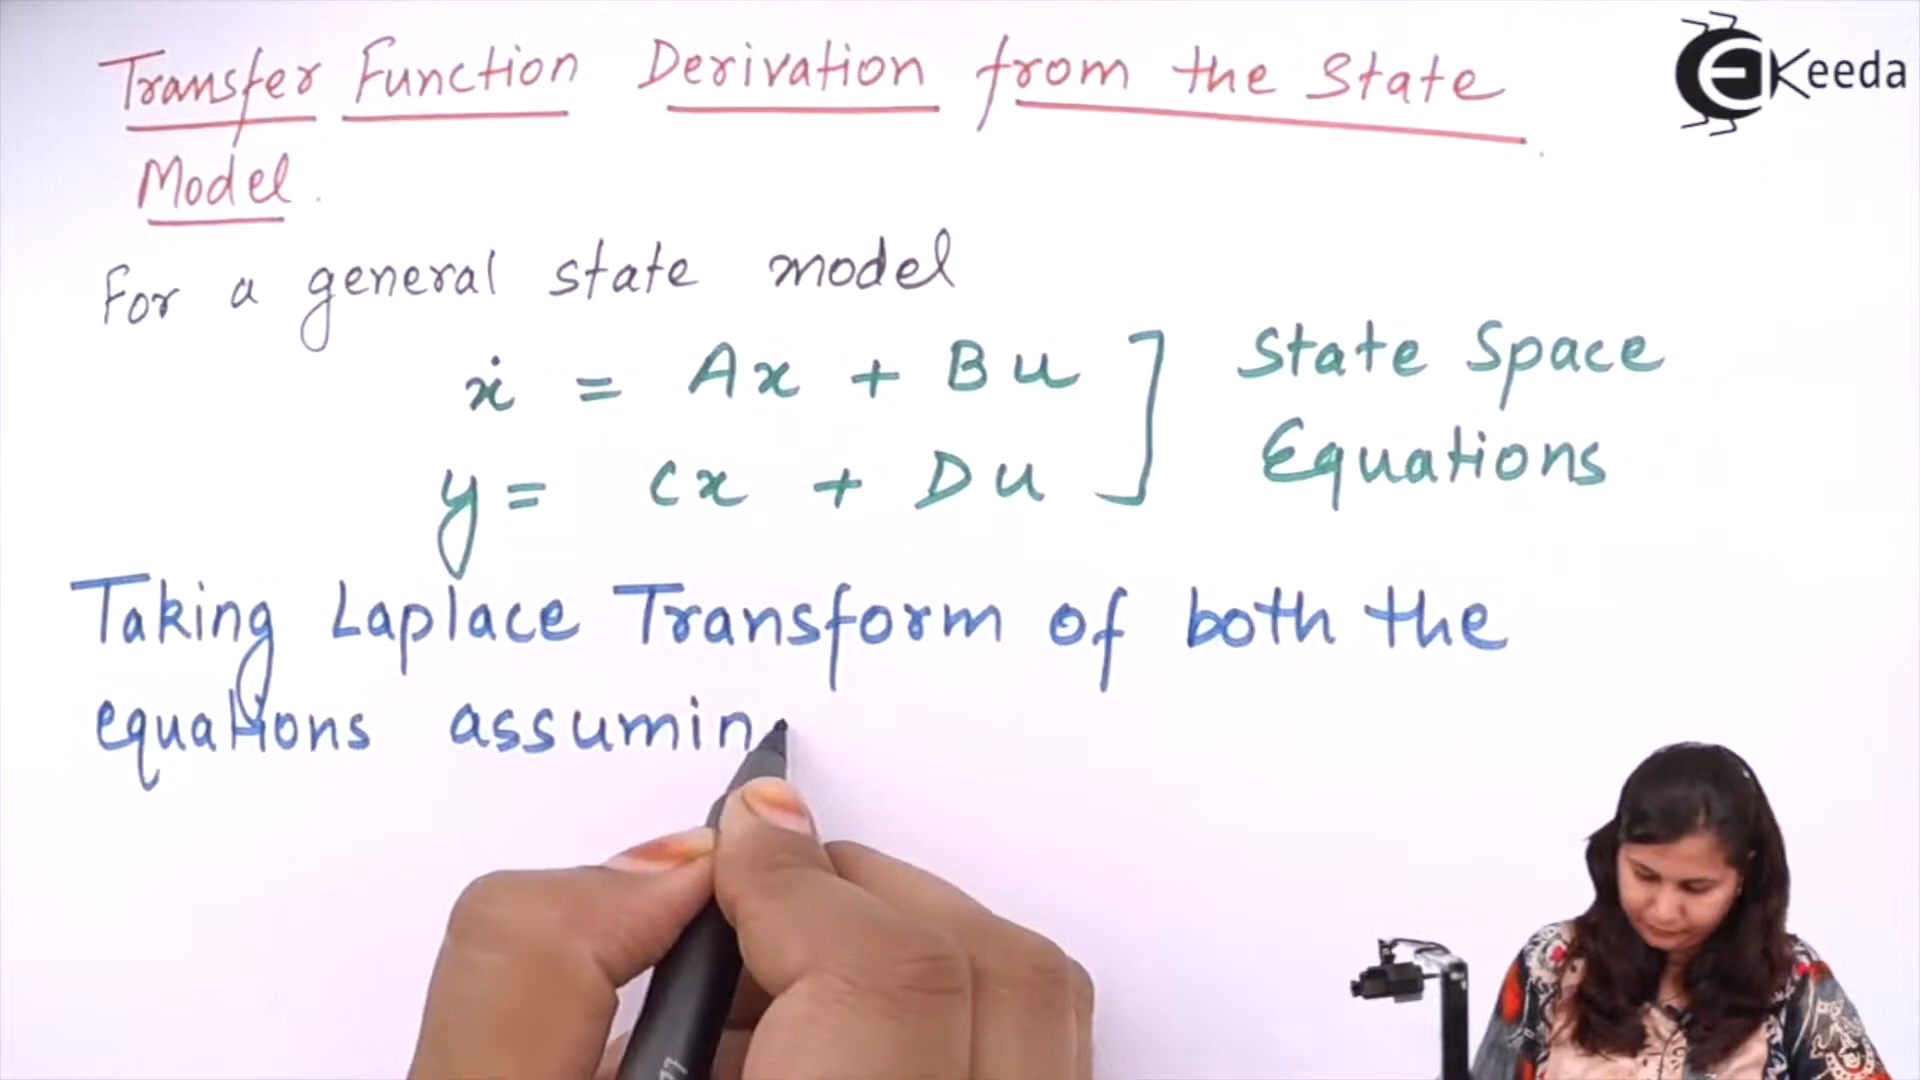 Transfer Function Derivation from the State
Model.
EKeeda
For a general state model
ẋ = Ax + Bu
y = Cx + Du
State Space
Equations
Taking Laplace Transform of both the
equations assumin